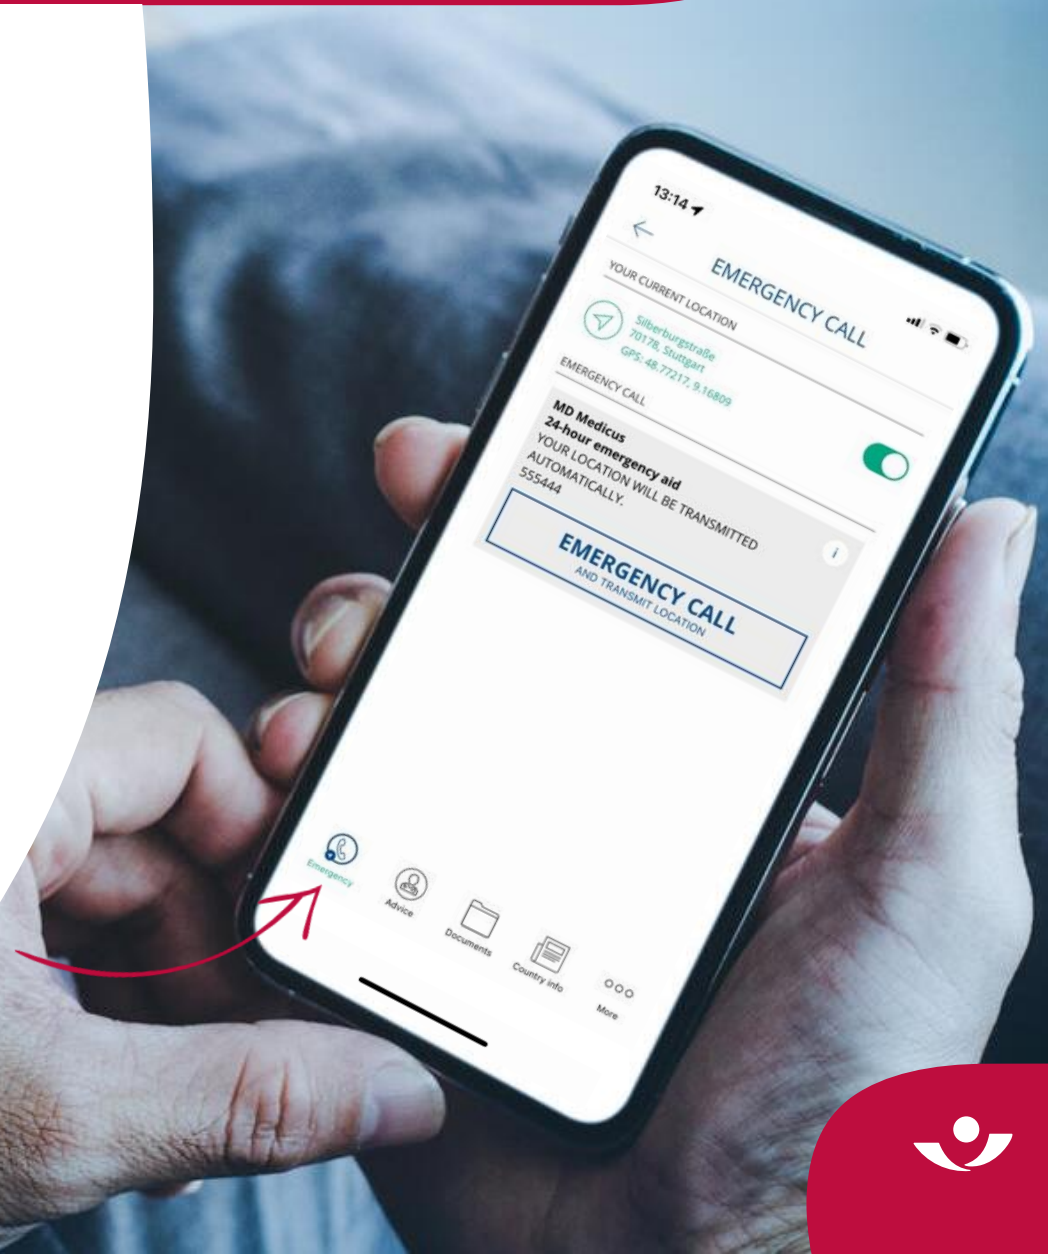 13:14
EMERGENCY CALL
YOUR CURRENT LOCATION
Silberburgstraße
70178, Stuttgart
GPS: 48.77217, 9.16809
EMERGENCY CALL
MD Medicus
24-hour emergency aid
YOUR LOCATION WILL BE TRANSMITTED
AUTOMATICALLY.
555444
i
EMERGENCY CALL
AND TRANSMIT LOCATION
Emergency
Advice
Documents
Country info
More